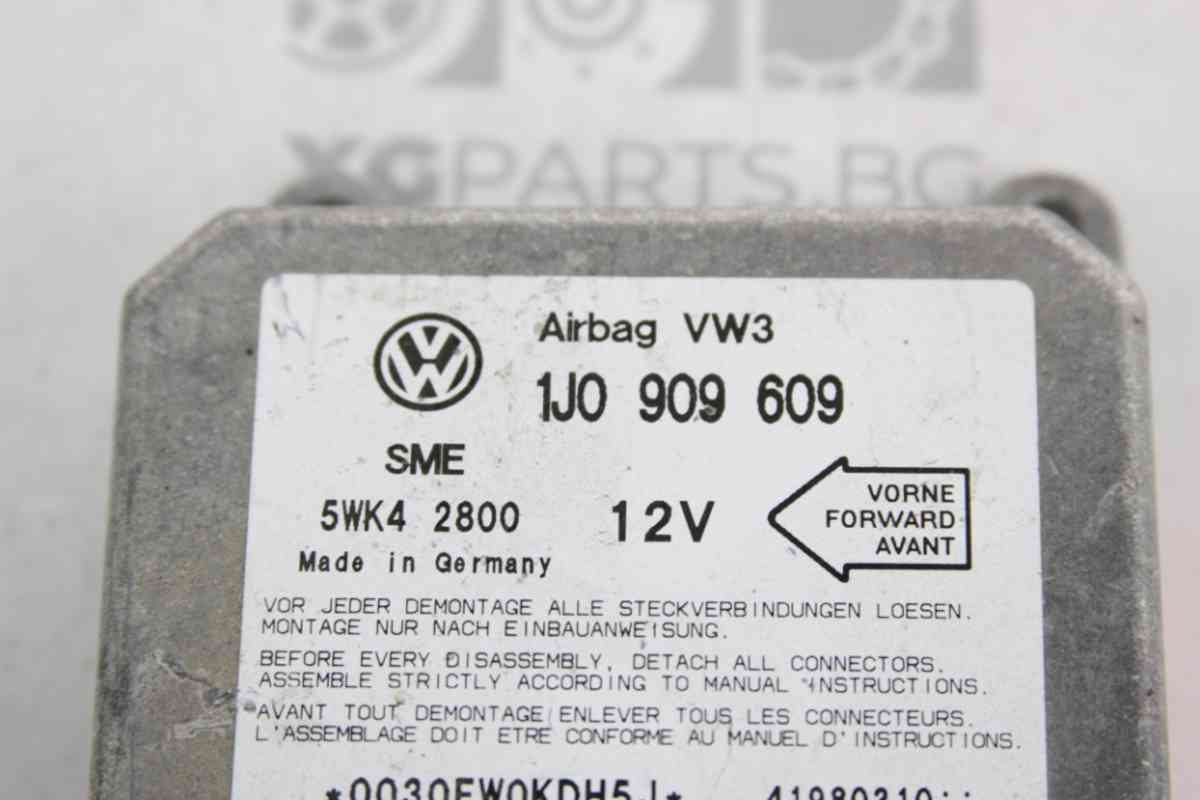 XGPARTS.BG
Airbag VW3
1J0 909 609
SME
5WK4 2800 12V
VORNE
FORWARD
AVANT
Made in Germany
VOR JEDER DEMONTAGE ALLE STECKVERBINDUNGEN LOESEN.
MONTAGE NUR NACH EINBAUANWEISUNG.
BEFORE EVERY DISASSEMBLY, DETACH ALL CONNECTORS.
ASSEMBLE STRICTLY ACCORDING TO MANUAL INSTRUCTIONS.
AVANT TOUT DEMONTAGE ENLEVER TOUS LES CONNECTEURS.
L'ASSEMBLAGE DOIT ETRE CONFORME AU MANUEL D'INSTRUCTIONS.